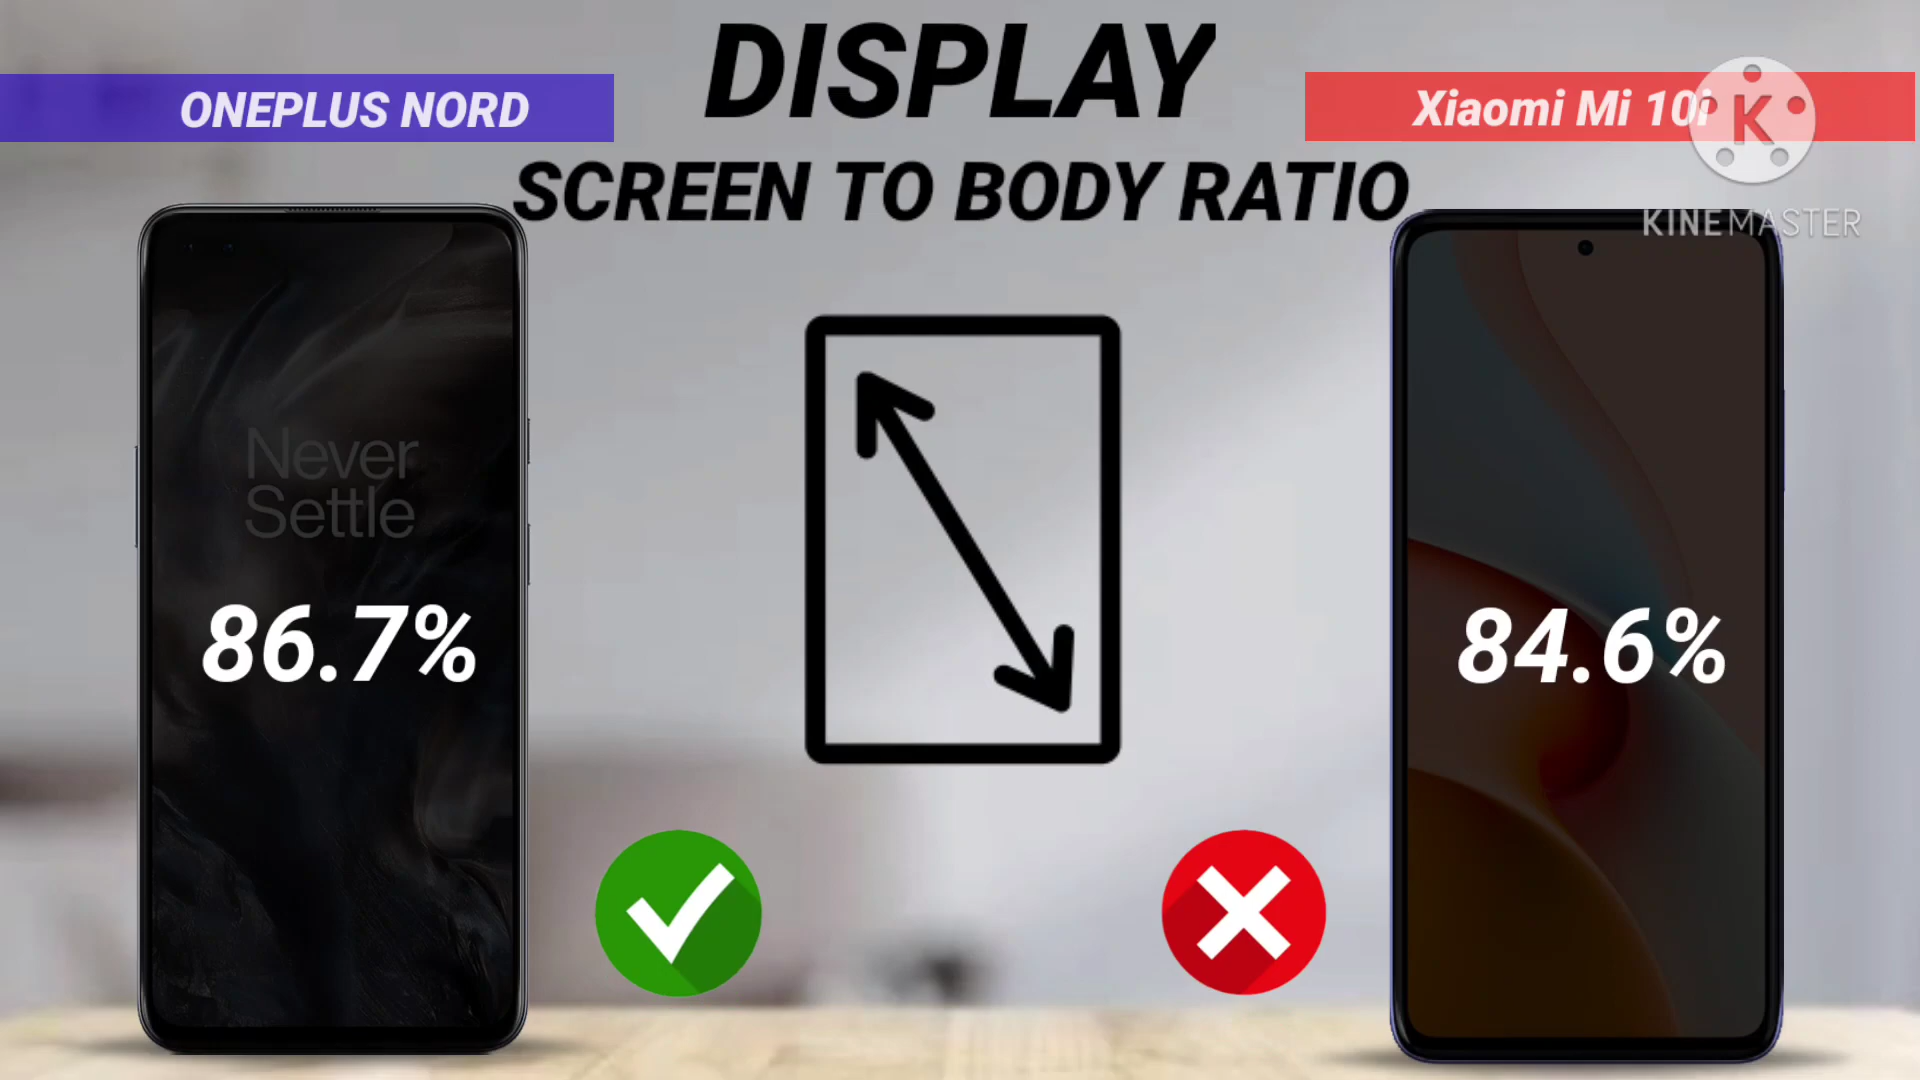 DISPLAY
ONEPLUS NORD
Xiaomi Mi 10i
K
SCREEN TO BODY RATIO
KINEMASTER
Never
Settle
86.7%
84.6%